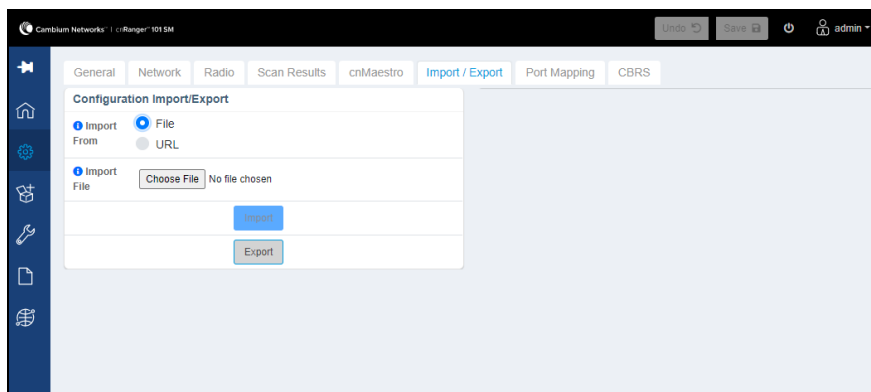 Cambium Networks™ | cnRanger™ 101 SM
Undo Save admin
General Network Radio Scan Results cnMaestro Import / Export Port Mapping CBRS
Configuration Import/Export
Import From
File
URL
Import File
Choose File No file chosen
Import
Export